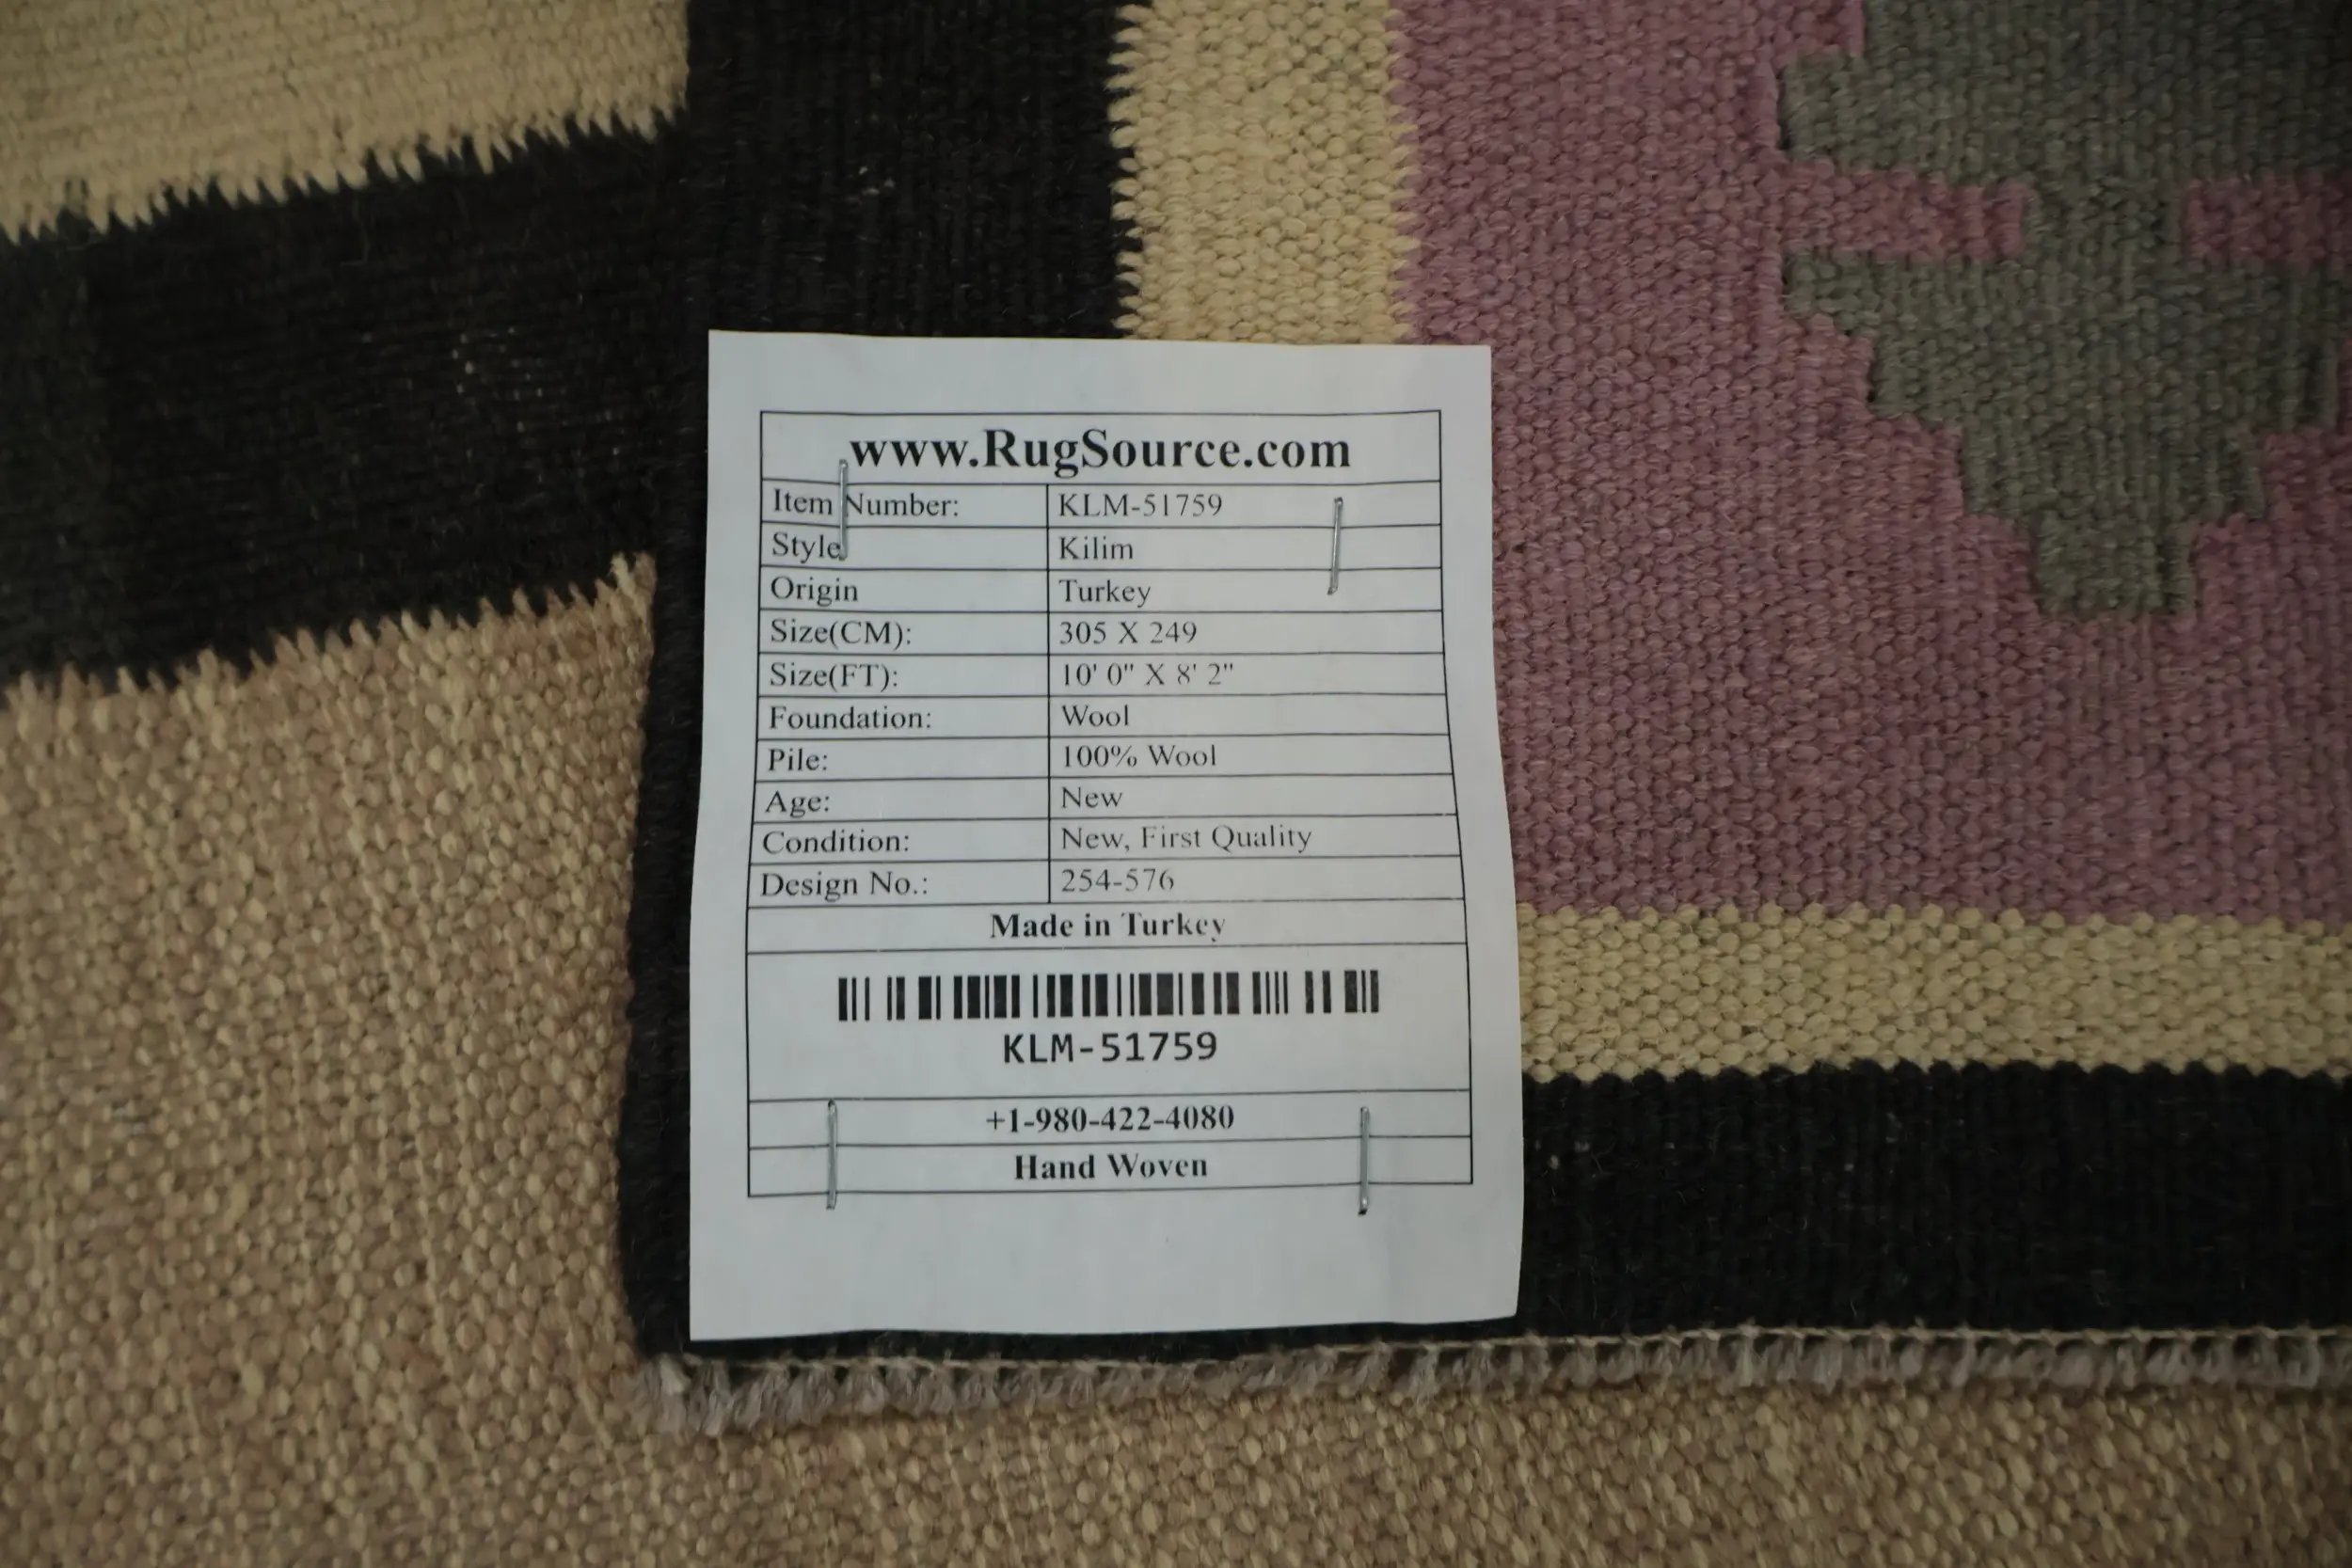 www.RugSource.com
Item Number: KLM-51759
Style Kilim
Origin Turkey
Size(CM): 305 X 249
Size(FT): 10' 0" X 8' 2"
Foundation: Wool
Pile: 100% Wool
Age: New
Condition: New, First Quality
Design No.: 254-576
Made in Turkey
KLM-51759
+1-980-422-4080
Hand Woven